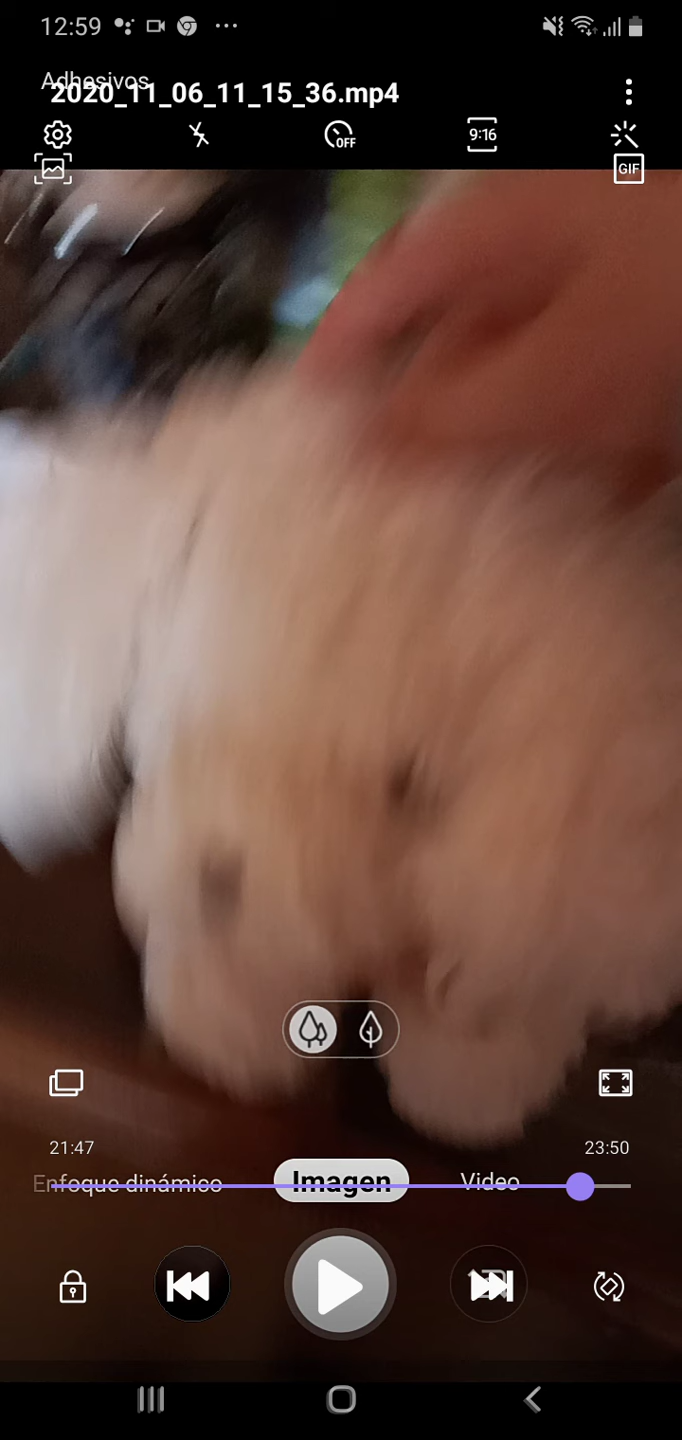 12:59
Adhesivos
2020_11_06_11_15_36.mp4
OFF
9:16
GIF
21:47
23:50
Enfoque dinámico
Imagen
Video